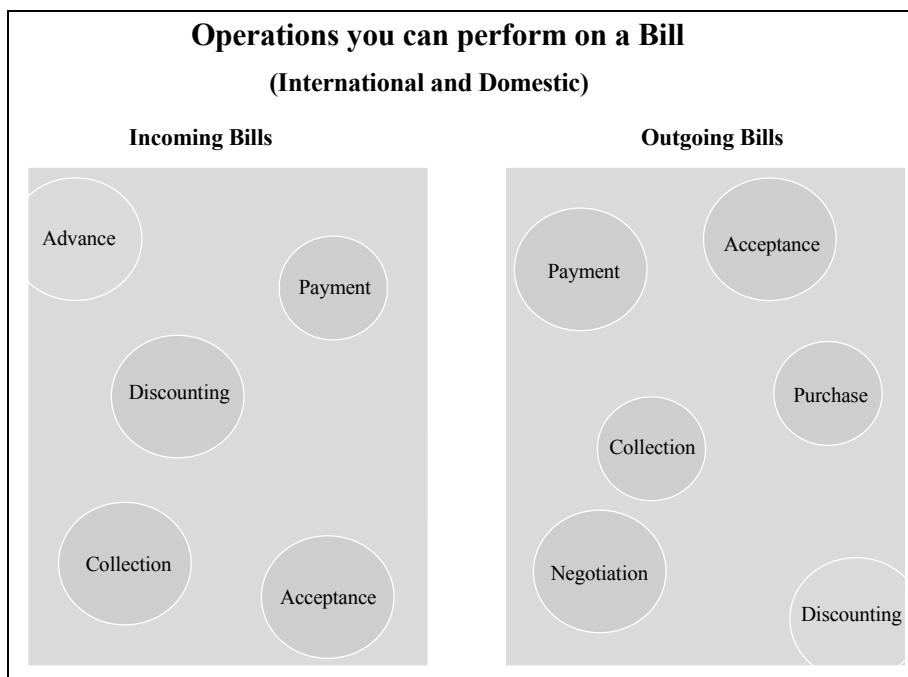 Operations you can perform on a Bill
(International and Domestic)
Incoming Bills
Advance
Payment
Discounting
Collection
Acceptance
Outgoing Bills
Payment
Acceptance
Purchase
Collection
Negotiation
Discounting